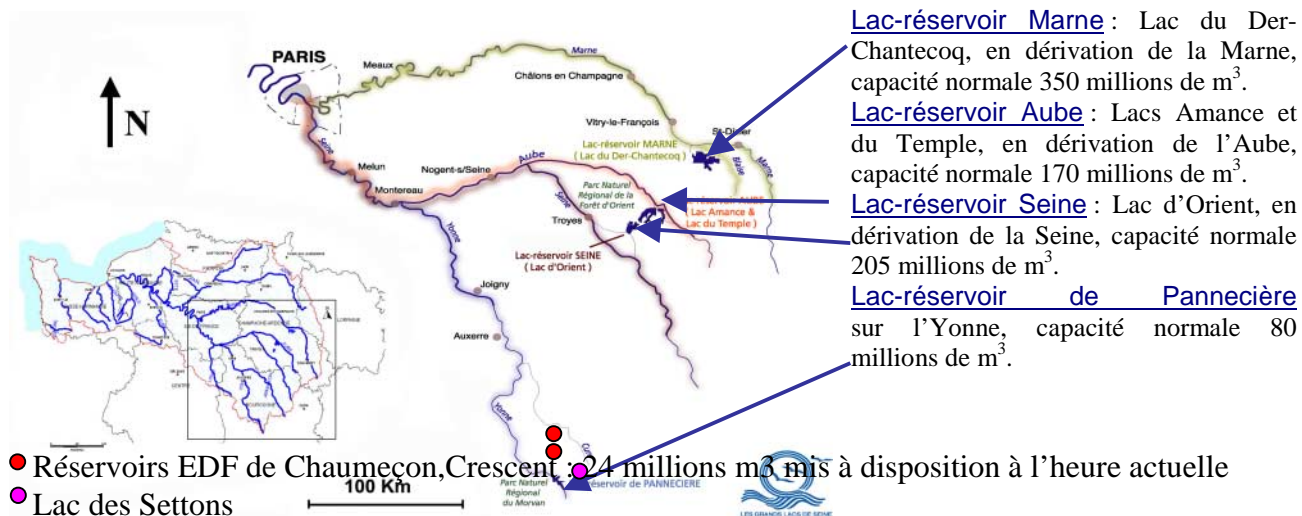 PARIS
N
Meaux
Marne
Châlons en Champagne
Vitry-le-François
St-Dizier
Lac-réservoir MARNE
( Lac du Der-Chantecoq )
Blaise
Marne
Seine
Melun
Montereau
Nogent-s/Seine
Aube
Seine
Parc Naturel
Régional de la
Forêt d'Orient
Troyes
réservoir AUBE
( Lac Amance &
Lac du Temple )
Lac-réservoir SEINE
( Lac d'Orient )
Yonne
Joigny
Auxerre
Yonne
Parc Naturel
Régional
du Morvan
réservoir de PANNECIERE
100 Km
LES GRANDS LACS DE SEINE
Lac-réservoir Marne : Lac du Der-
Chantecoq, en dérivation de la Marne,
capacité normale 350 millions de m³.
Lac-réservoir Aube : Lacs Amance et
du Temple, en dérivation de l'Aube,
capacité normale 170 millions de m³.
Lac-réservoir Seine : Lac d'Orient, en
dérivation de la Seine, capacité normale
205 millions de m³.
Lac-réservoir de Pannecière
sur l'Yonne, capacité normale 80
millions de m³.
Réservoirs EDF de Chaumeçon,Crescent : 24 millions m3 mis à disposition à l'heure actuelle
Lac des Settons